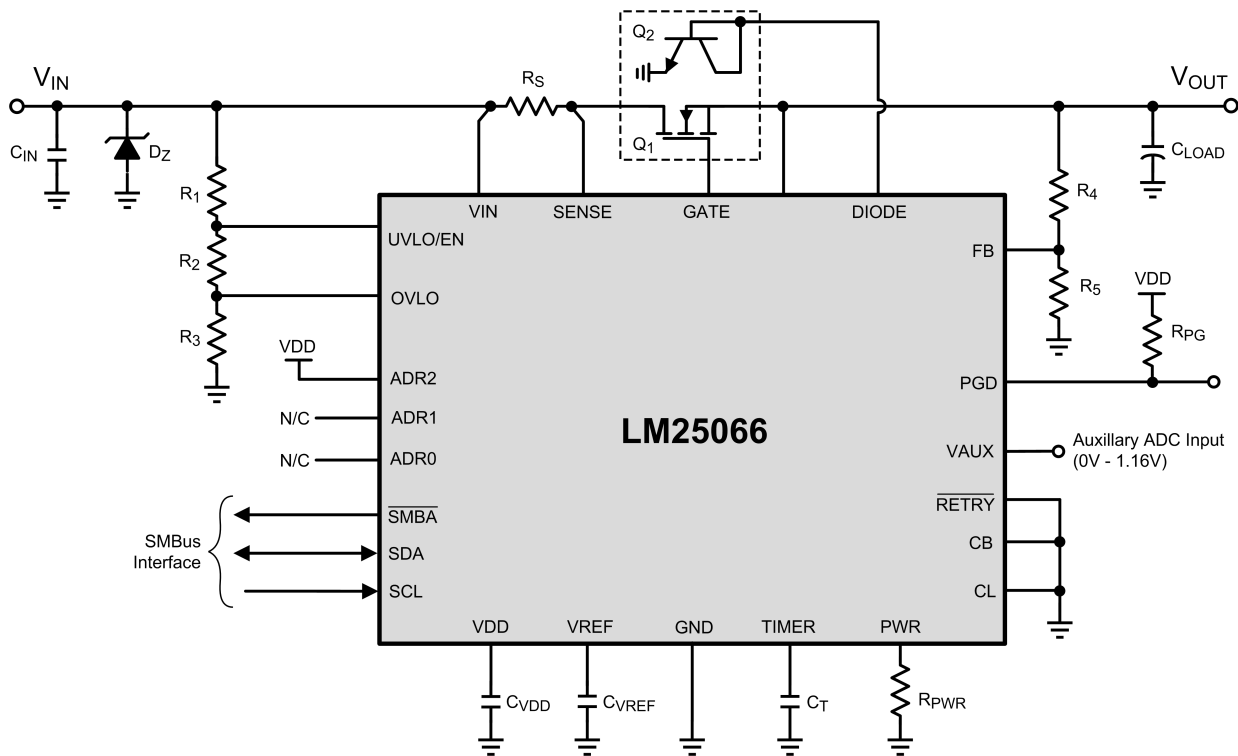 Q2
VIN
RS
VOUT
CIN
DZ
Q1
CLOAD
R1
VIN
SENSE
GATE
DIODE
R4
UVLO/EN
FB
R2
R5
VDD
OVLO
RPG
R3
VDD
ADR2
PGD
N/C
ADR1
LM25066
Auxillary ADC Input
VAUX
(0V - 1.16V)
N/C
ADR0
RETRY
SMBA
SMBus
Interface
SDA
CB
SCL
CL
VDD
VREF
GND
TIMER
PWR
CVDD
CVREF
CT
RPWR